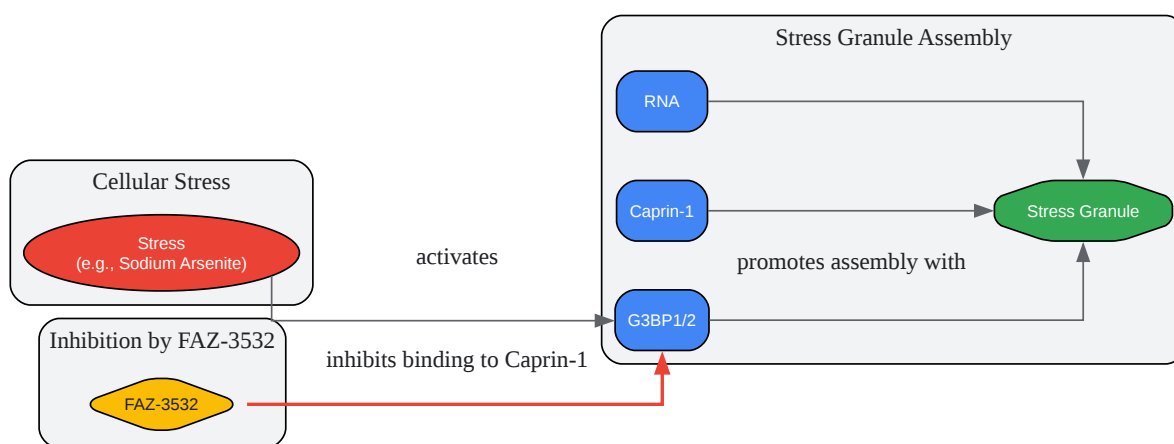 Stress Granule Assembly
RNA
Cellular Stress
Caprin-1
Stress Granule
Stress
(e.g., Sodium Arsenite)
activates
promotes assembly with
G3BP1/2
Inhibition by FAZ-3532
inhibits binding to Caprin-1
FAZ-3532